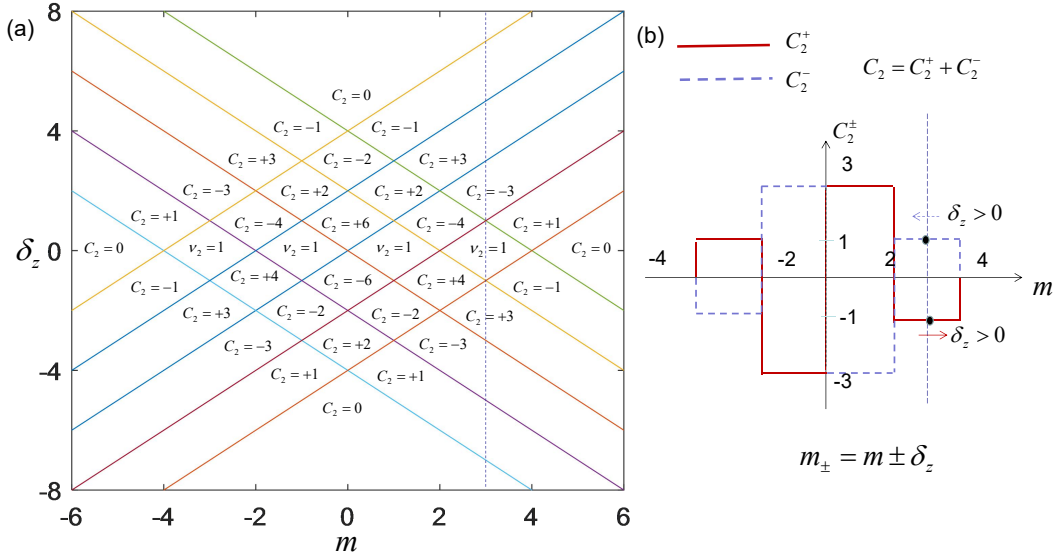 (a)
8
4
0
-4
-8
δ_z
-6
-4
-2
0
2
4
6
m
C₂ = 0
C₂ = −1
C₂ = −1
C₂ = +3
C₂ = −2
C₂ = +3
C₂ = −3
C₂ = +2
C₂ = +2
C₂ = −3
C₂ = +1
C₂ = −4
C₂ = +6
C₂ = −4
C₂ = +1
C₂ = 0
ν₂ = 1
ν₂ = 1
ν₂ = 1
ν₂ = 1
C₂ = 0
C₂ = −1
C₂ = +4
C₂ = −6
C₂ = +4
C₂ = −1
C₂ = +3
C₂ = −2
C₂ = −2
C₂ = +3
C₂ = −3
C₂ = +2
C₂ = −3
C₂ = +1
C₂ = +1
C₂ = 0
(b)
C₂⁺
C₂⁻
C₂ = C₂⁺ + C₂⁻
C₂^±
3
δ_z > 0
1
-4
-2
2
4
m
-1
δ_z > 0
-3
m_± = m ± δ_z